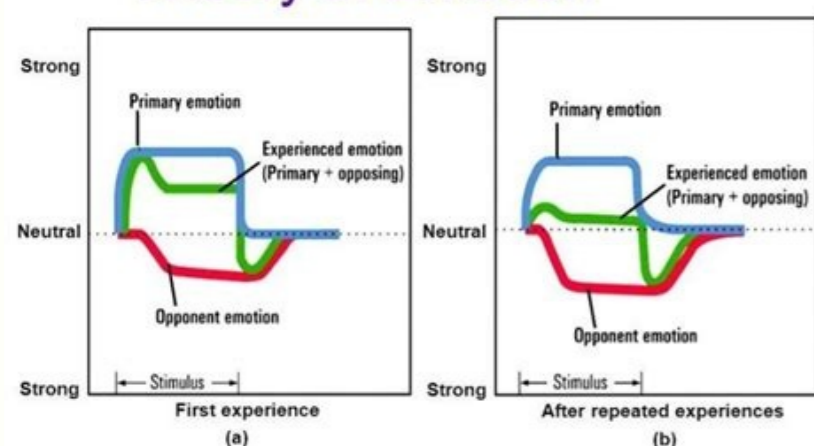 Strong
Primary emotion
Experienced emotion
(Primary + opposing)
Neutral
Opponent emotion
Strong
Stimulus
First experience
(a)
Strong
Primary emotion
Experienced emotion
(Primary + opposing)
Neutral
Opponent emotion
Strong
Stimulus
After repeated experiences
(b)